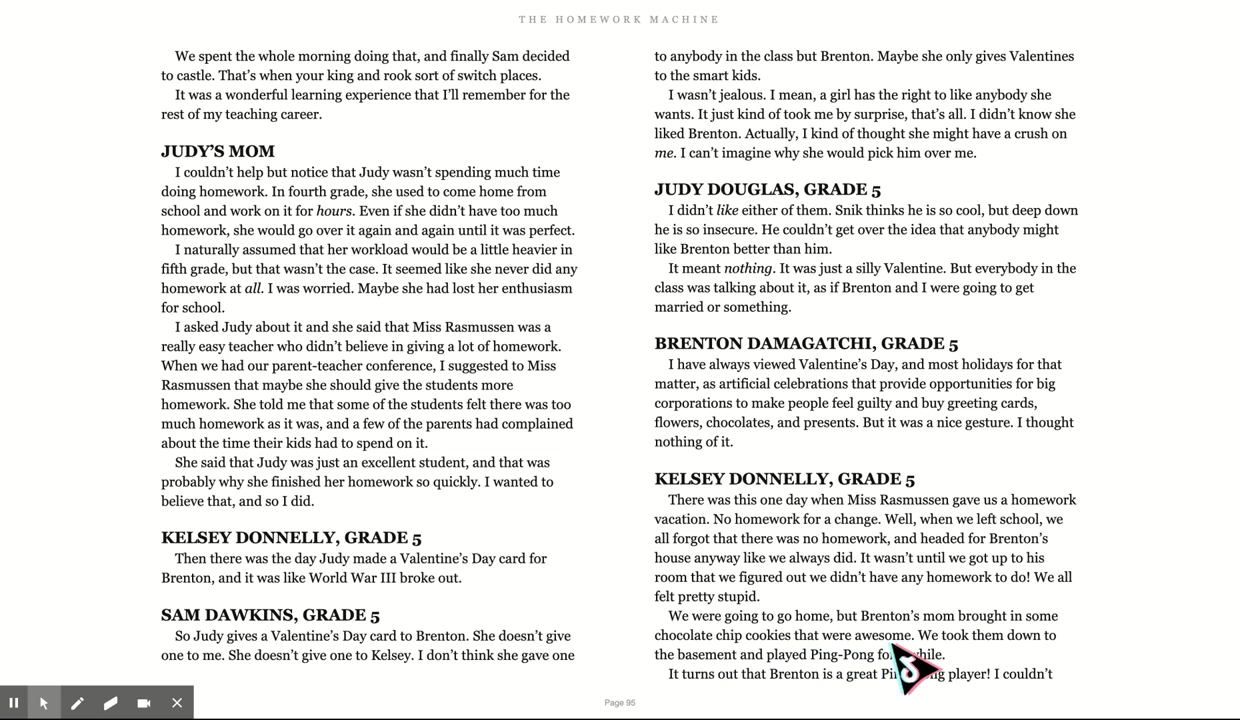 THE HOMEWORK MACHINE
We spent the whole morning doing that, and finally Sam decided
to castle. That’s when your king and rook sort of switch places.
It was a wonderful learning experience that I’ll remember for the
rest of my teaching career.
JUDY’S MOM
I couldn’t help but notice that Judy wasn’t spending much time
doing homework. In fourth grade, she used to come home from
school and work on it for hours. Even if she didn’t have too much
homework, she would go over it again and again until it was perfect.
I naturally assumed that her workload would be a little heavier in
fifth grade, but that wasn’t the case. It seemed like she never did any
homework at all. I was worried. Maybe she had lost her enthusiasm
for school.
I asked Judy about it and she said that Miss Rasmussen was a
really easy teacher who didn’t believe in giving a lot of homework.
When we had our parent-teacher conference, I suggested to Miss
Rasmussen that maybe she should give the students more
homework. She told me that some of the students felt there was too
much homework as it was, and a few of the parents had complained
about the time their kids had to spend on it.
She said that Judy was just an excellent student, and that was
probably why she finished her homework so quickly. I wanted to
believe that, and so I did.
KELSEY DONNELLY, GRADE 5
Then there was the day Judy made a Valentine’s Day card for
Brenton, and it was like World War III broke out.
SAM DAWKINS, GRADE 5
So Judy gives a Valentine’s Day card to Brenton. She doesn’t give
one to me. She doesn’t give one to Kelsey. I don’t think she gave one
to anybody in the class but Brenton. Maybe she only gives Valentines
to the smart kids.
I wasn’t jealous. I mean, a girl has the right to like anybody she
wants. It just kind of took me by surprise, that’s all. I didn’t know she
liked Brenton. Actually, I kind of thought she might have a crush on
me. I can’t imagine why she would pick him over me.
JUDY DOUGLAS, GRADE 5
I didn’t like either of them. Snik thinks he is so cool, but deep down
he is so insecure. He couldn’t get over the idea that anybody might
like Brenton better than him.
It meant nothing. It was just a silly Valentine. But everybody in the
class was talking about it, as if Brenton and I were going to get
married or something.
BRENTON DAMAGATCHI, GRADE 5
I have always viewed Valentine’s Day, and most holidays for that
matter, as artificial celebrations that provide opportunities for big
corporations to make people feel guilty and buy greeting cards,
flowers, chocolates, and presents. But it was a nice gesture. I thought
nothing of it.
KELSEY DONNELLY, GRADE 5
There was this one day when Miss Rasmussen gave us a homework
vacation. No homework for a change. Well, when we left school, we
all forgot that there was no homework, and headed for Brenton’s
house anyway like we always did. It wasn’t until we got up to his
room that we figured out we didn’t have any homework to do! We all
felt pretty stupid.
We were going to go home, but Brenton’s mom brought in some
chocolate chip cookies that were awesome. We took them down to
the basement and played Ping-Pong
It turns out that Brenton is a great player! I couldn’t
Page 95